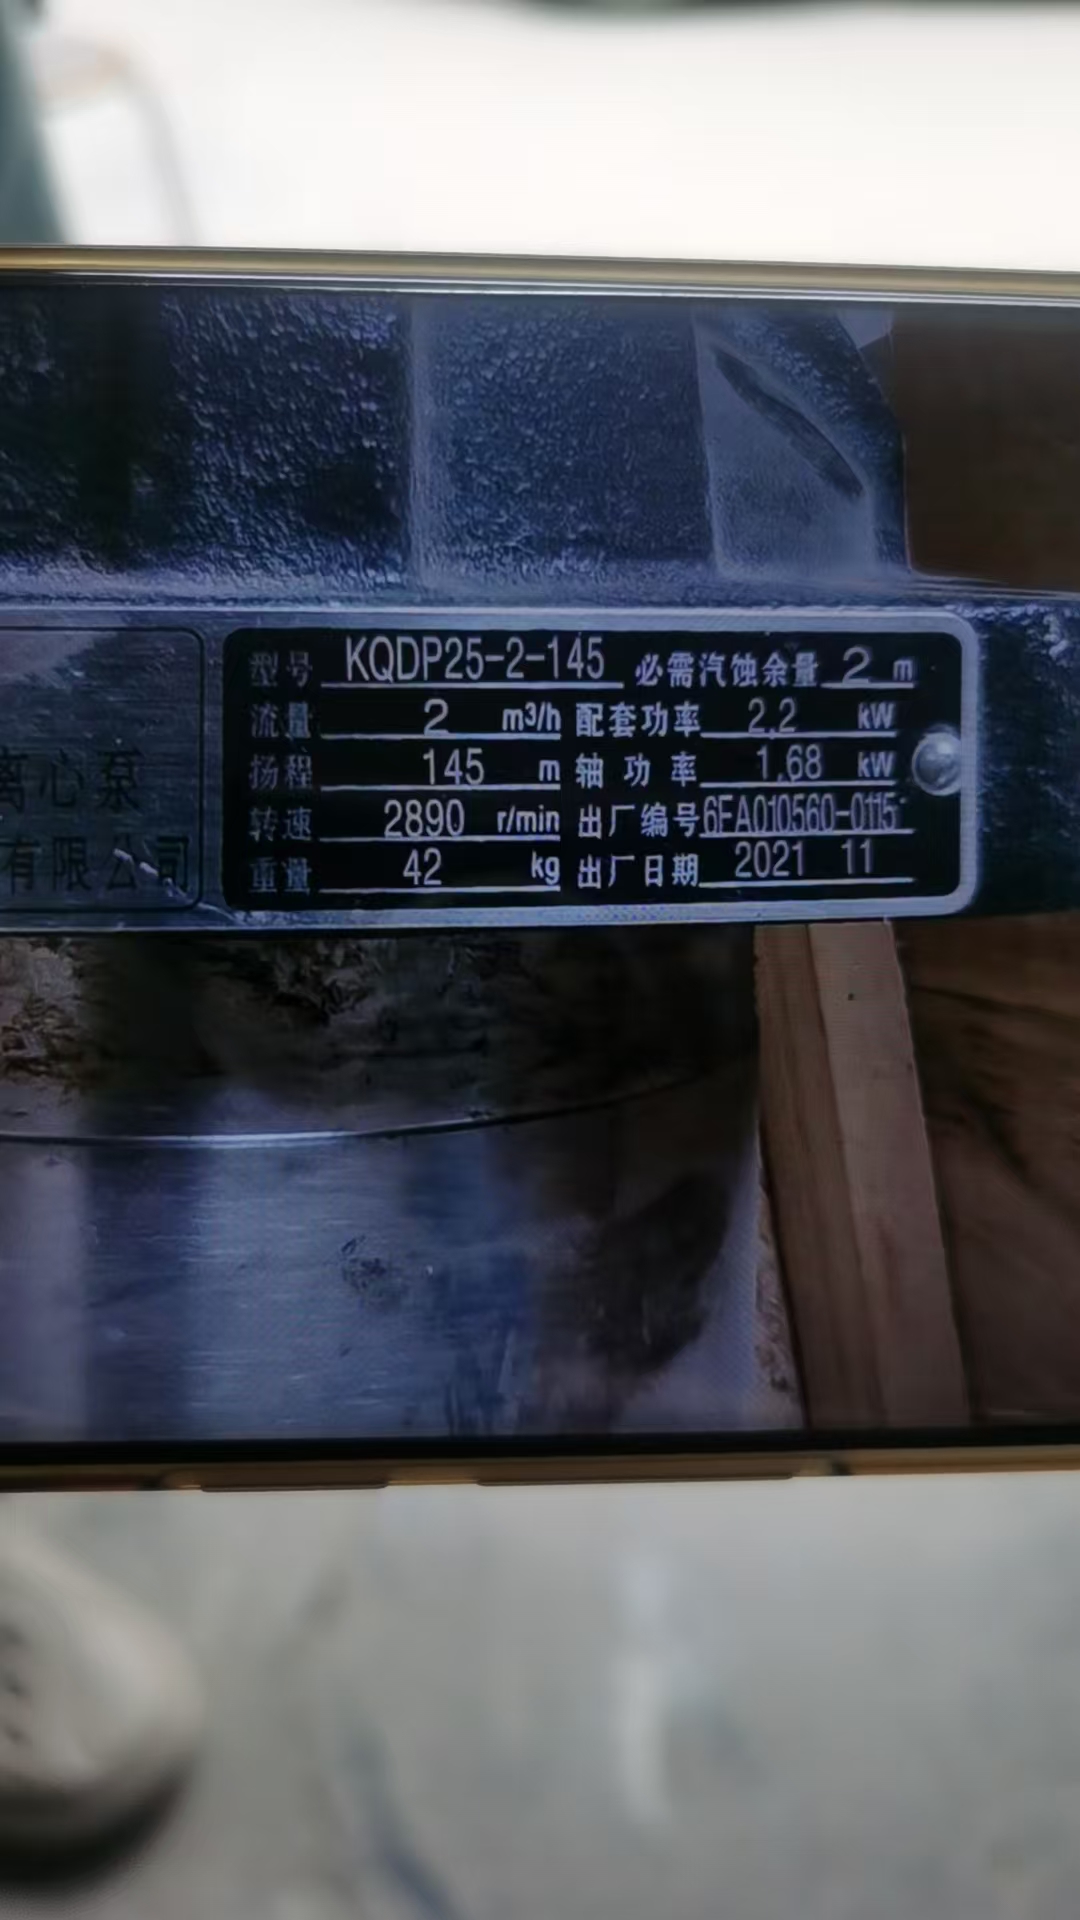 离心泵
有限公司
型号 KQDP25-2-145 必需汽蚀余量 2 m
流量 2 m3/h 配套功率 2.2 kW
扬程 145 m 轴功率 1.68 kW
转速 2890 r/min 出厂编号 6FA010560-0115
重量 42 kg 出厂日期 2021 11